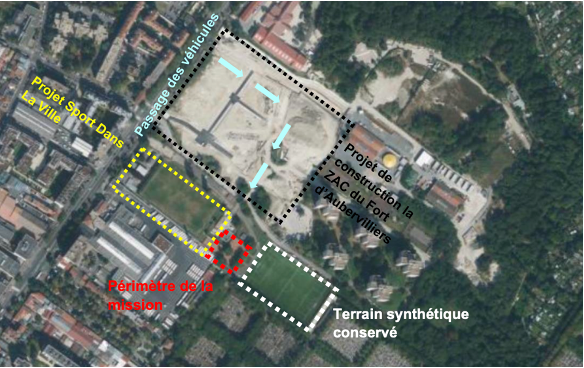 Passage des véhicules
Projet Sport Dans
La Ville
Projet de
construction la
ZAC du Fort
d'Aubervilliers
Périmètre de la
mission
Terrain synthétique
conservé